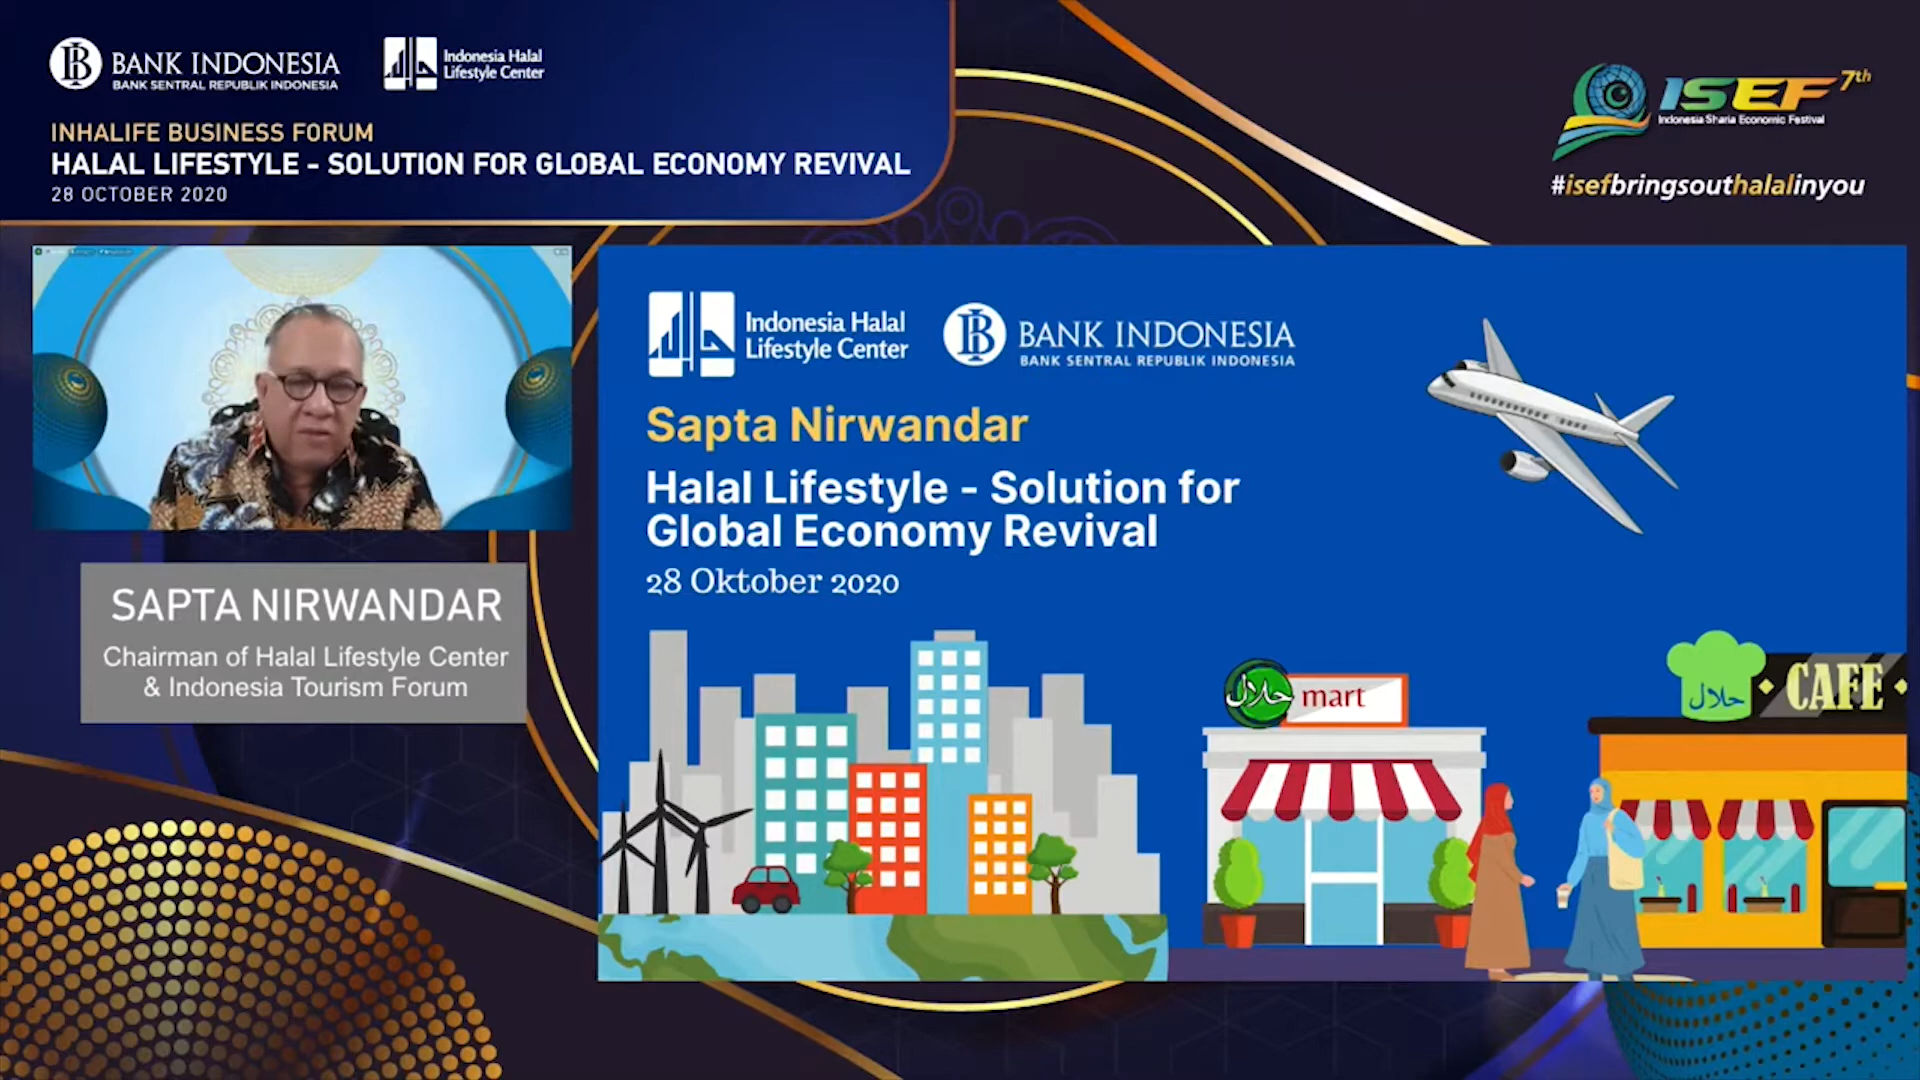 BANK INDONESIA
BANK SENTRAL REPUBLIK INDONESIA
Indonesia Halal
Lifestyle Center
INHALIFE BUSINESS FORUM
HALAL LIFESTYLE - SOLUTION FOR GLOBAL ECONOMY REVIVAL
28 OCTOBER 2020
ISEF 7th
Indonesia Sharia Economic Festival
#isefbringsouthalalinyou
SAPTA NIRWANDAR
Chairman of Halal Lifestyle Center
& Indonesia Tourism Forum
Indonesia Halal
Lifestyle Center
BANK INDONESIA
BANK SENTRAL REPUBLIK INDONESIA
Sapta Nirwandar
Halal Lifestyle - Solution for
Global Economy Revival
28 Oktober 2020
حلال mart
حلال CAFE